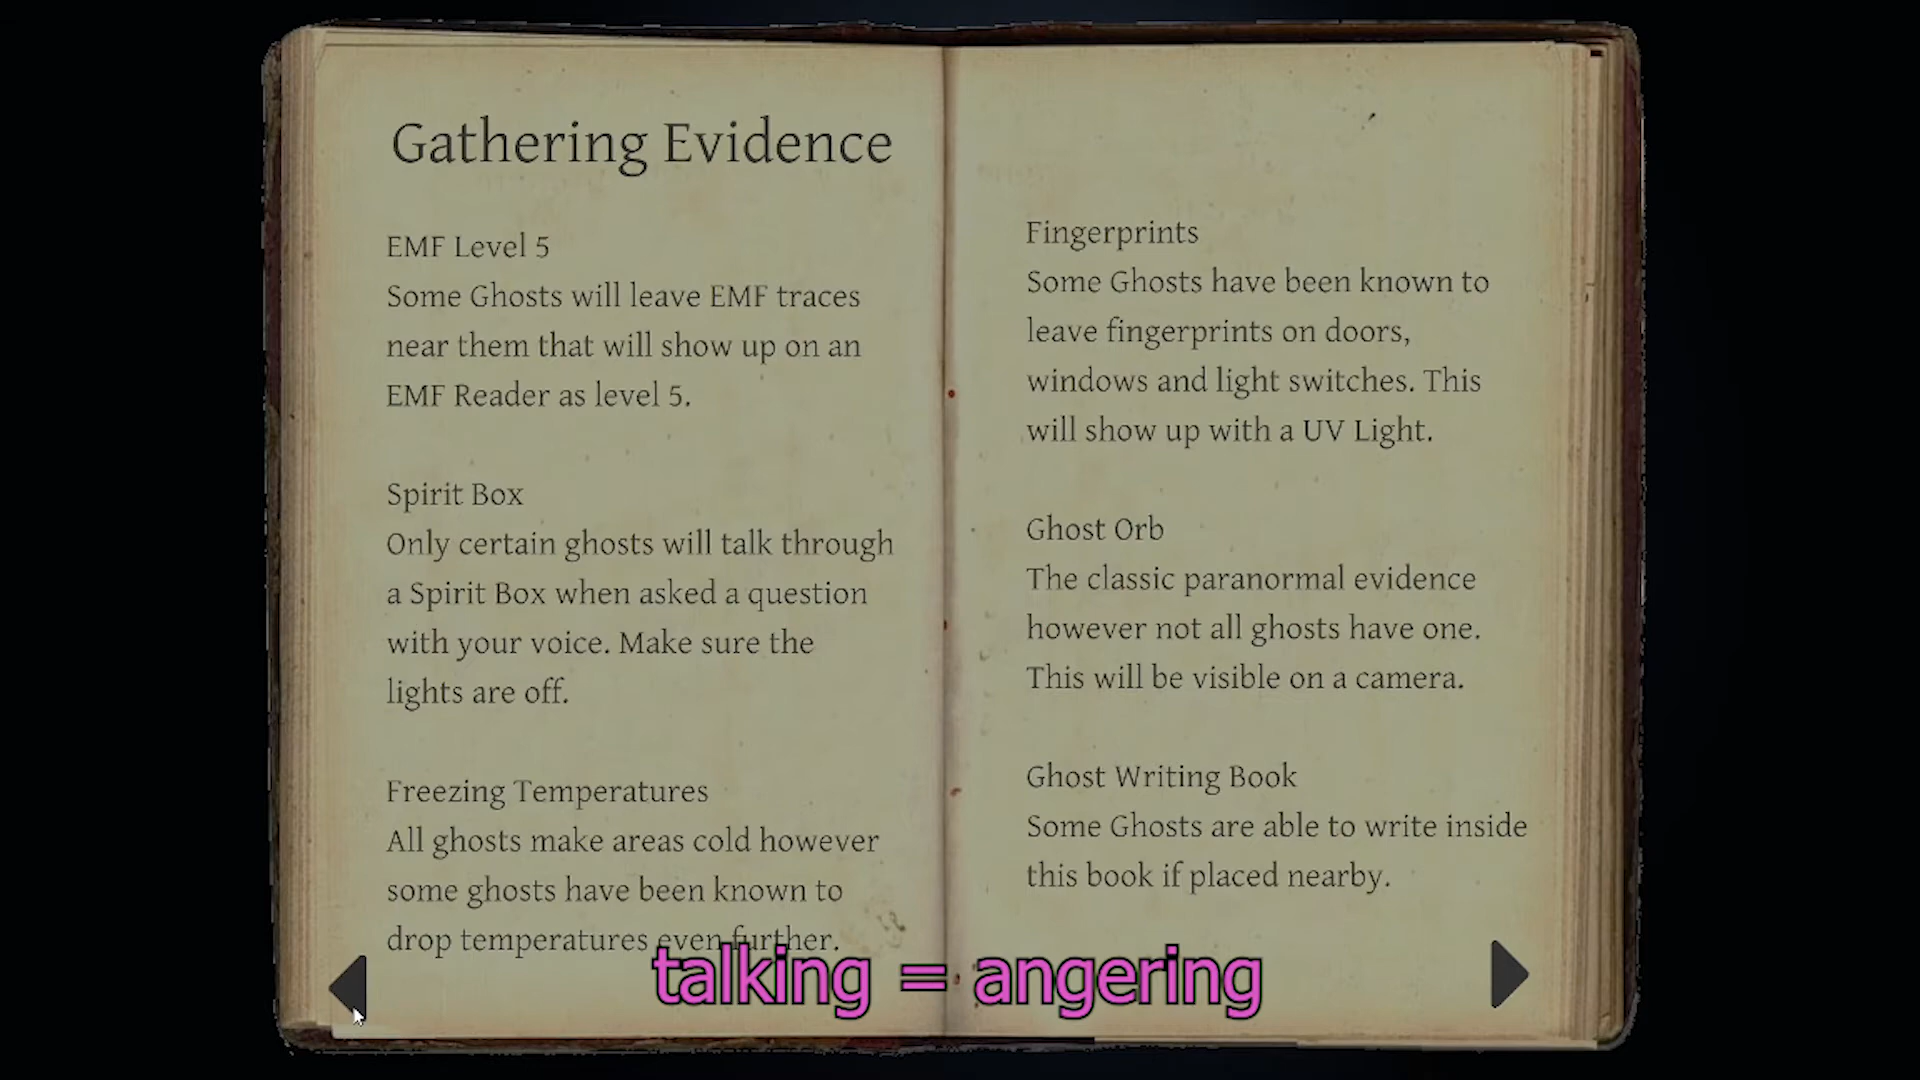 Gathering Evidence
EMF Level 5
Some Ghosts will leave EMF traces
near them that will show up on an
EMF Reader as level 5.
Spirit Box
Only certain ghosts will talk through
a Spirit Box when asked a question
with your voice. Make sure the
lights are off.
Freezing Temperatures
All ghosts make areas cold however
some ghosts have been known to
drop temperatures even further.
Fingerprints
Some Ghosts have been known to
leave fingerprints on doors,
windows and light switches. This
will show up with a UV Light.
Ghost Orb
The classic paranormal evidence
however not all ghosts have one.
This will be visible on a camera.
Ghost Writing Book
Some Ghosts are able to write inside
this book if placed nearby.
talking = angering